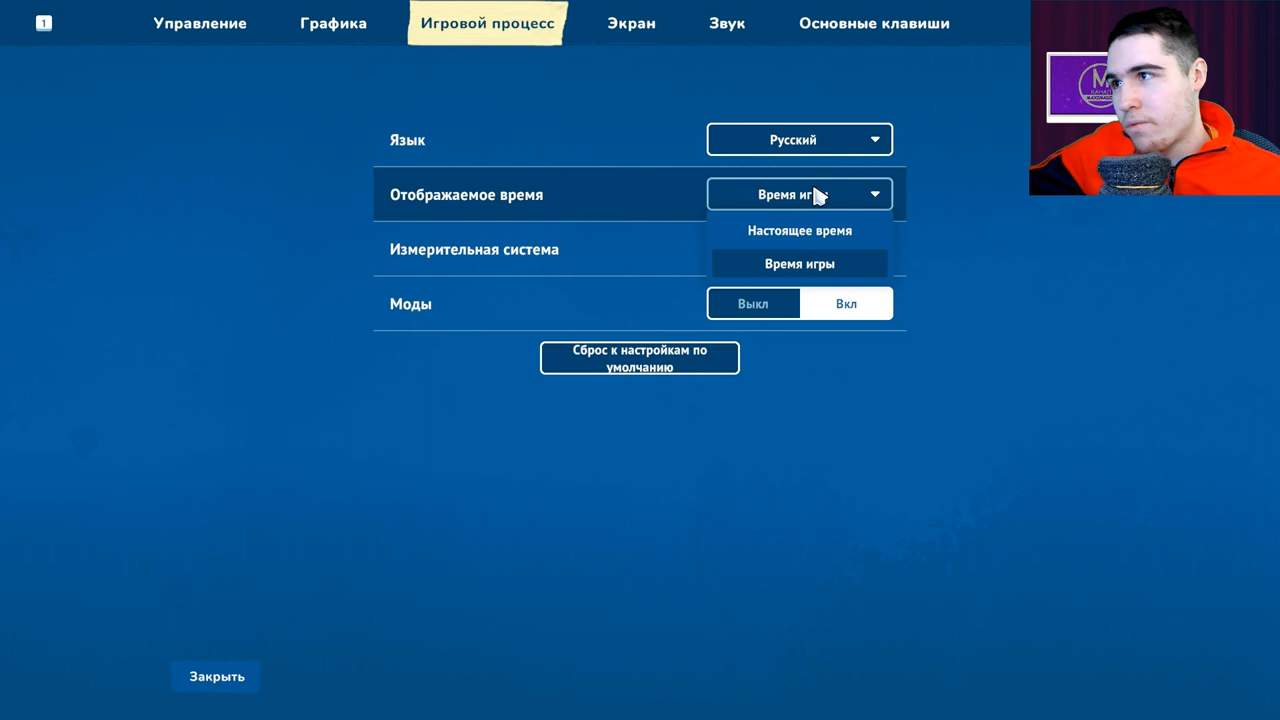 1
Управление
Графика
Игровой процесс
Экран
Звук
Основные клавиши
Язык
Русский
Отображаемое время
Время
Настоящее время
Измерительная система
Время игры
Моды
Выкл
Вкл
Сброс к настройкам по
умолчанию
Закрыть
КАНАЛ